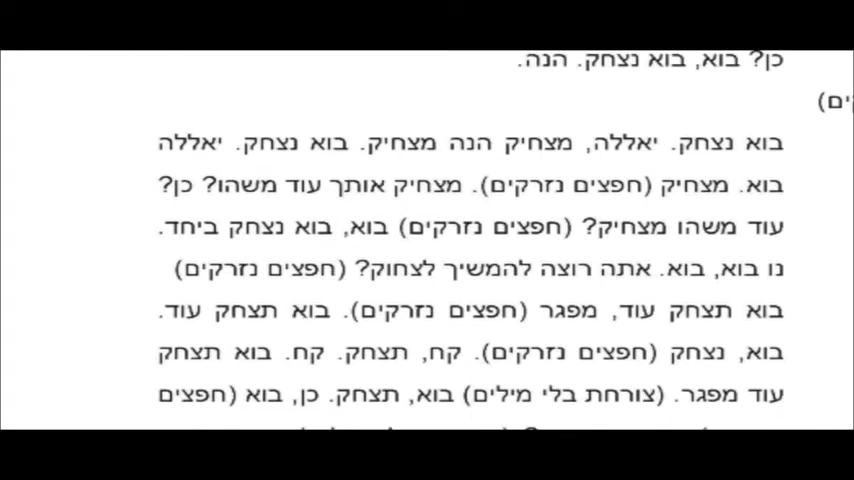 כן? בוא, בוא נצחק. הנה.
בוא נצחק. יאללה, מצחיק הנה מצחיק. בוא נצחק. יאללה
בוא. מצחיק (חפצים נזרקים). מצחיק אותך עוד משהו? כן?
עוד משהו מצחיק? (חפצים נזרקים) בוא, בוא נצחק ביחד.
נו בוא, בוא. אתה רוצה להמשיך לצחוק? (חפצים נזרקים)
בוא תצחק עוד, מפגר (חפצים נזרקים). בוא תצחק עוד.
בוא, נצחק (חפצים נזרקים). קח, תצחק. קח. בוא תצחק
עוד מפגר. (צורחת בלי מילים) בוא, תצחק. כן, בוא (חפצים